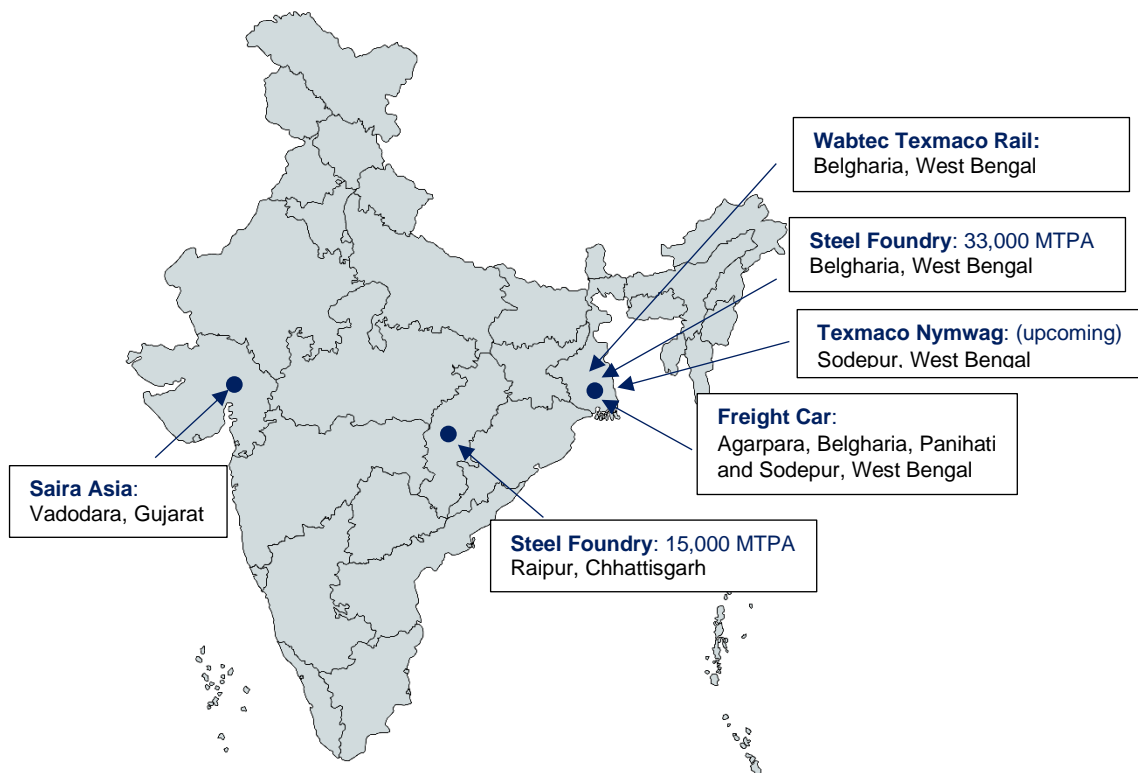 Wabtec Texmaco Rail:
Belgharia, West Bengal
Steel Foundry: 33,000 MTPA
Belgharia, West Bengal
Texmaco Nymwag: (upcoming)
Sodepur, West Bengal
Freight Car:
Agarpara, Belgharia, Panihati
and Sodepur, West Bengal
Saira Asia:
Vadodara, Gujarat
Steel Foundry: 15,000 MTPA
Raipur, Chhattisgarh